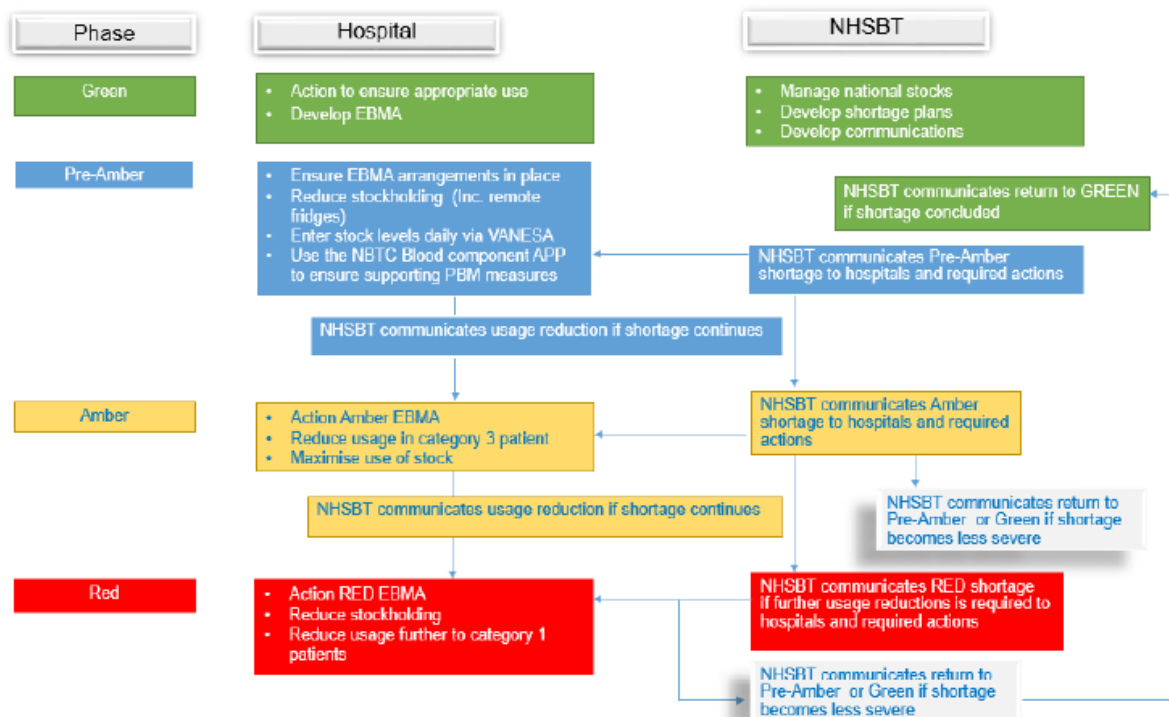 Phase
Hospital
NHSBT
Green
• Action to ensure appropriate use
• Develop EBMA
• Manage national stocks
• Develop shortage plans
• Develop communications
Pre-Amber
• Ensure EBMA arrangements in place
• Reduce stockholding (Inc. remote
fridges)
• Enter stock levels daily via VANESA
• Use the NBTC Blood component APP
to ensure supporting PBM measures
NHSBT communicates return to GREEN
if shortage concluded
NHSBT communicates Pre-Amber
shortage to hospitals and required
actions
NHSBT communicates usage reduction if shortage continues
Amber
• Action Amber EBMA
• Reduce usage in category 3 patient
• Maximise use of stock
NHSBT communicates Amber
shortage to hospitals and required
actions
NHSBT communicates usage reduction if shortage continues
NHSBT communicates return to
Pre-Amber or Green if shortage
becomes less severe
Red
• Action RED EBMA
• Reduce stockholding
• Reduce usage further to category 1
patients
NHSBT communicates RED shortage
if further usage reductions is required to
hospitals and required actions
NHSBT communicates return to
Pre-Amber or Green if shortage
becomes less severe